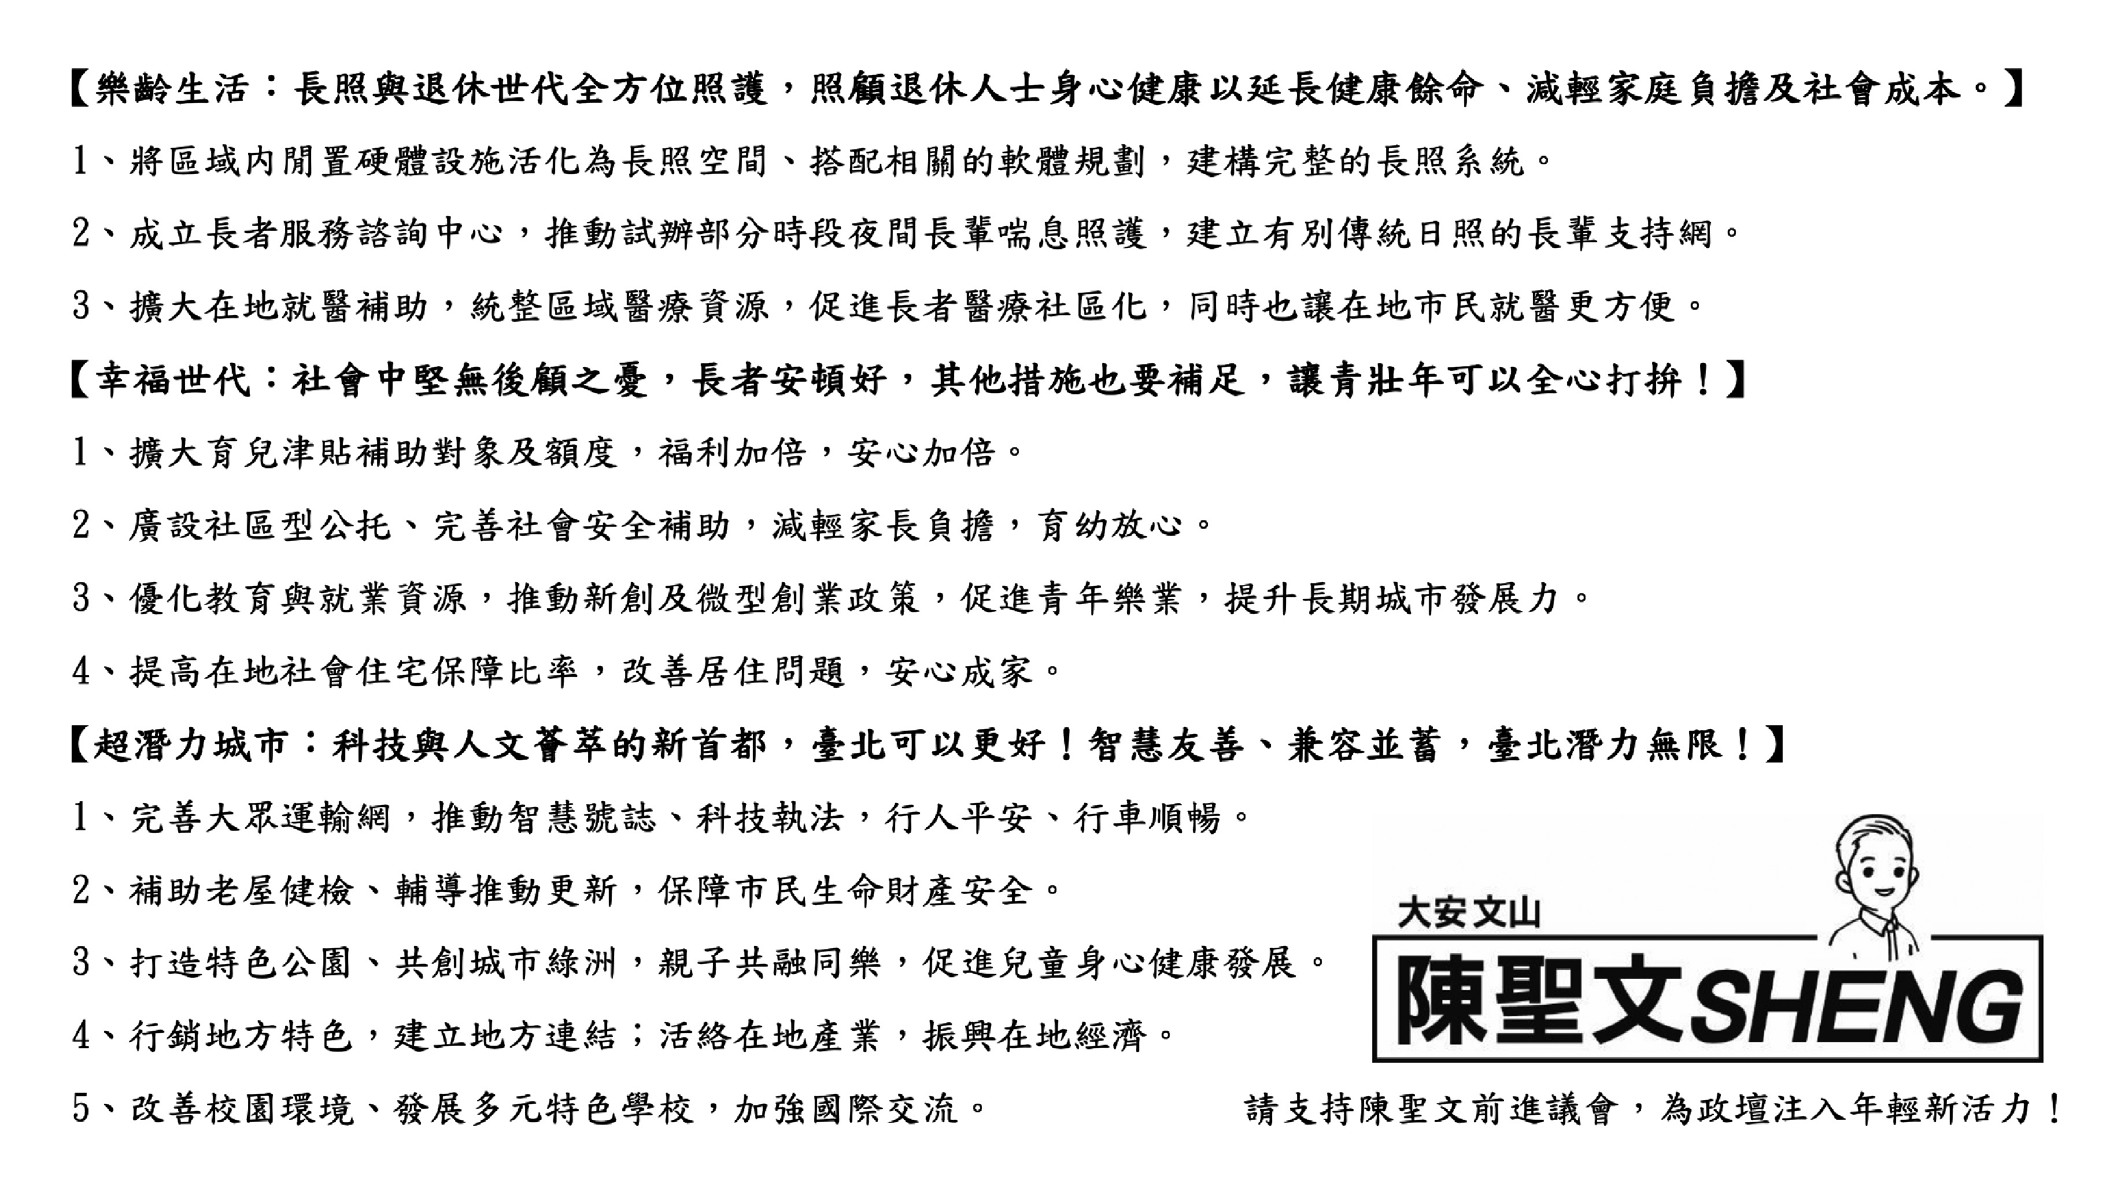 【樂齡生活：長照與退休世代全方位照護，照顧退休人士身心健康以延長健康餘命、減輕家庭負擔及社會成本。】
1、將區域內閒置硬體設施活化為長照空間、搭配相關的軟體規劃，建構完整的長照系統。
2、成立長者服務諮詢中心，推動試辦部分時段夜間長輩喘息照護，建立有別傳統日照的長輩支持網。
3、擴大在地就醫補助，統整區域醫療資源，促進長者醫療社區化，同時也讓在地市民就醫更方便。
【幸福世代：社會中堅無後顧之憂，長者安頓好，其他措施也要補足，讓青壯年可以全心打拚！】
1、擴大育兒津貼補助對象及額度，福利加倍，安心加倍。
2、廣設社區型公托、完善社會安全補助，減輕家長負擔，育幼放心。
3、優化教育與就業資源，推動新創及微型創業政策，促進青年樂業，提升長期城市發展力。
4、提高在地社會住宅保障比率，改善居住問題，安心成家。
【超潛力城市：科技與人文薈萃的新首都，臺北可以更好！智慧友善、兼容並蓄，臺北潛力無限！】
1、完善大眾運輸網，推動智慧號誌、科技執法，行人平安、行車順暢。
2、補助老屋健檢、輔導推動更新，保障市民生命財產安全。
3、打造特色公園、共創城市綠洲，親子共融同樂，促進兒童身心健康發展。
4、行銷地方特色，建立地方連結；活絡在地產業，振興在地經濟。
5、改善校園環境、發展多元特色學校，加強國際交流。
大安文山
陳聖文SHENG
請支持陳聖文前進議會，為政壇注入年輕新活力！